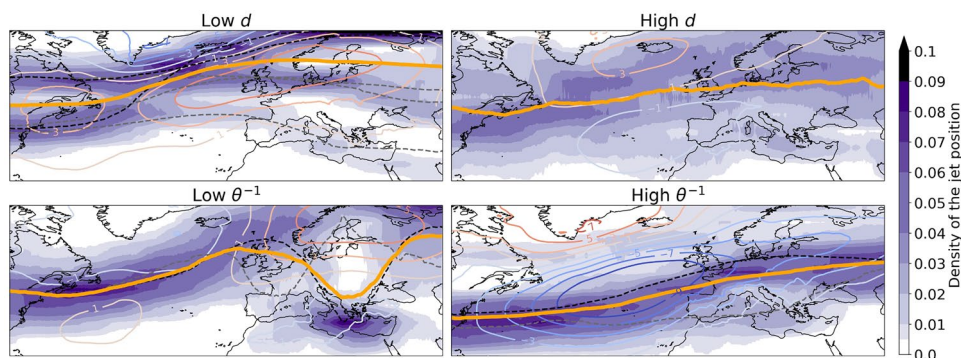 Low d
High d
Low θ⁻¹
High θ⁻¹
0.1
0.09
0.08
0.07
0.06
0.05
0.04
0.03
0.02
0.01
0.0
Density of the jet position